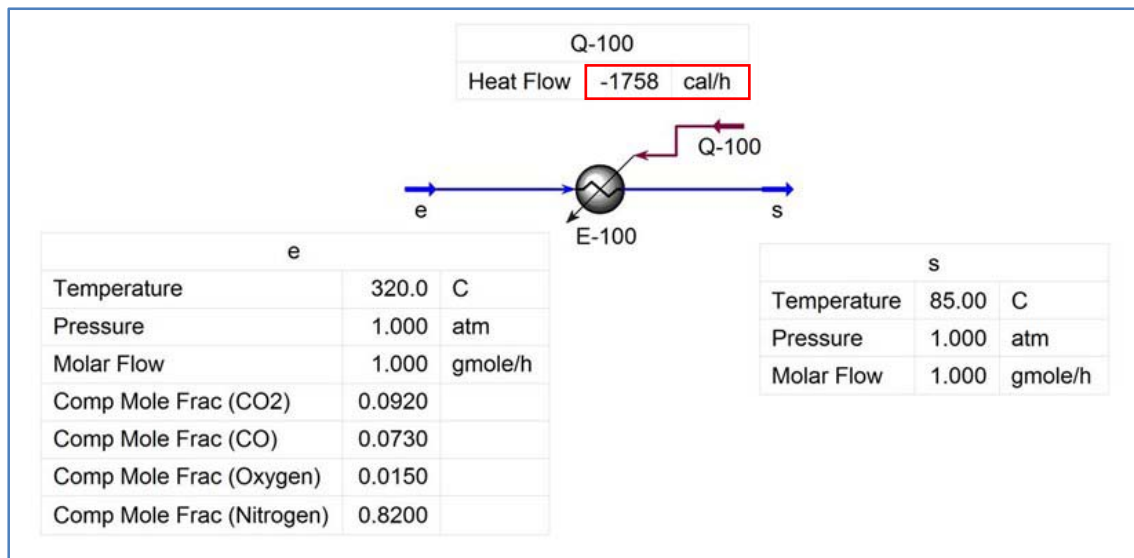 Q-100
Heat Flow -1758 cal/h
Q-100
e
s
E-100
e
Temperature 320.0 C
Pressure 1.000 atm
Molar Flow 1.000 gmole/h
Comp Mole Frac (CO2) 0.0920
Comp Mole Frac (CO) 0.0730
Comp Mole Frac (Oxygen) 0.0150
Comp Mole Frac (Nitrogen) 0.8200
s
Temperature 85.00 C
Pressure 1.000 atm
Molar Flow 1.000 gmole/h